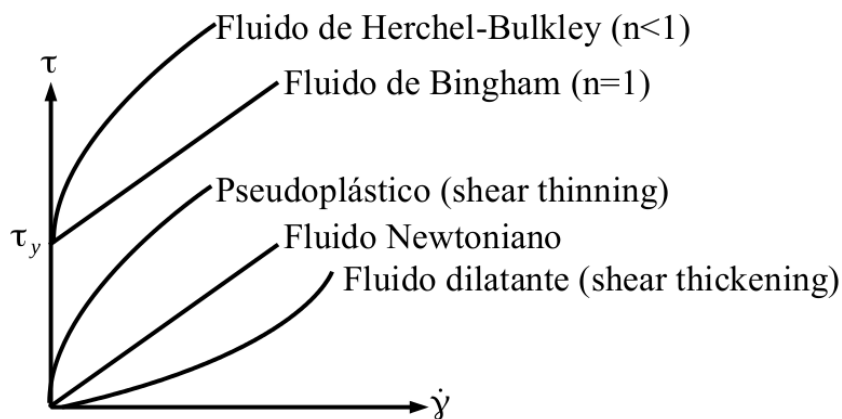 Fluido de Herchel-Bulkley (n<1)
τ
Fluido de Bingham (n=1)
Pseudoplástico (shear thinning)
τy
Fluido Newtoniano
Fluido dilatante (shear thickening)
γ̇